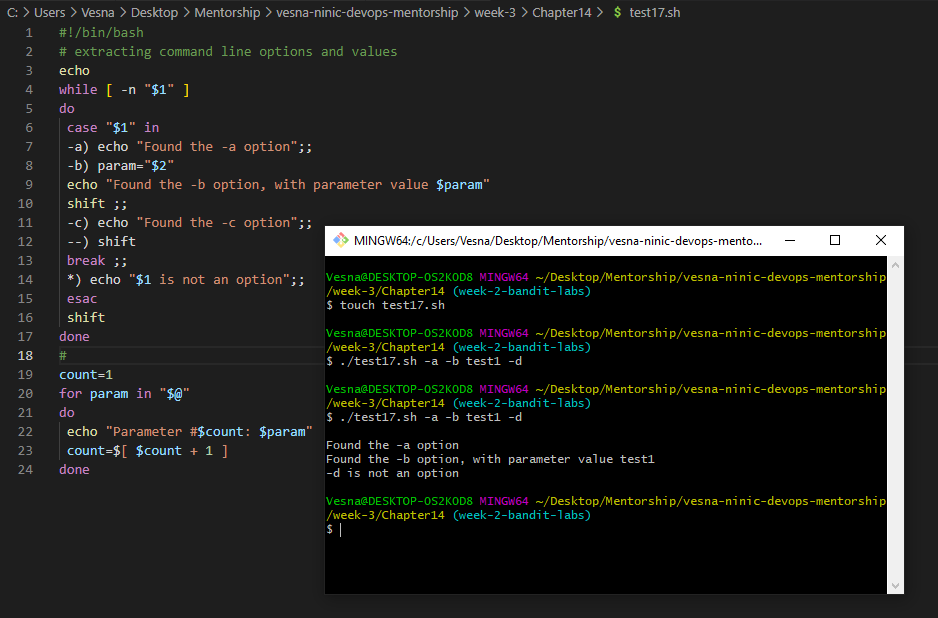 C: > Users > Vesna > Desktop > Mentorship > vesna-ninic-devops-mentorship > week-3 > Chapter14 > $ test17.sh
1 #!/bin/bash
2 # extracting command line options and values
3 echo
4 while [ -n "$1" ]
5 do
6 case "$1" in
7 -a) echo "Found the -a option";;
8 -b) param="$2"
9 echo "Found the -b option, with parameter value $param"
10 shift ;;
11 -c) echo "Found the -c option";;
12 --) shift
13 break ;;
14 *) echo "$1 is not an option";;
15 esac
16 shift
17 done
18 #
19 count=1
20 for param in "$@"
21 do
22 echo "Parameter #$count: $param"
23 count=$[ $count + 1 ]
24 done
MINGW64:/c/Users/Vesna/Desktop/Mentorship/vesna-ninic-devops-mento...
Vesna@DESKTOP-OS2KOD8 MINGW64 ~/Desktop/Mentorship/vesna-ninic-devops-mentorship
/week-3/Chapter14 (week-2-bandit-labs)
$ touch test17.sh
Vesna@DESKTOP-OS2KOD8 MINGW64 ~/Desktop/Mentorship/vesna-ninic-devops-mentorship
/week-3/Chapter14 (week-2-bandit-labs)
$ ./test17.sh -a -b test1 -d
Vesna@DESKTOP-OS2KOD8 MINGW64 ~/Desktop/Mentorship/vesna-ninic-devops-mentorship
/week-3/Chapter14 (week-2-bandit-labs)
$ ./test17.sh -a -b test1 -d
Found the -a option
Found the -b option, with parameter value test1
-d is not an option
Vesna@DESKTOP-OS2KOD8 MINGW64 ~/Desktop/Mentorship/vesna-ninic-devops-mentorship
/week-3/Chapter14 (week-2-bandit-labs)
$